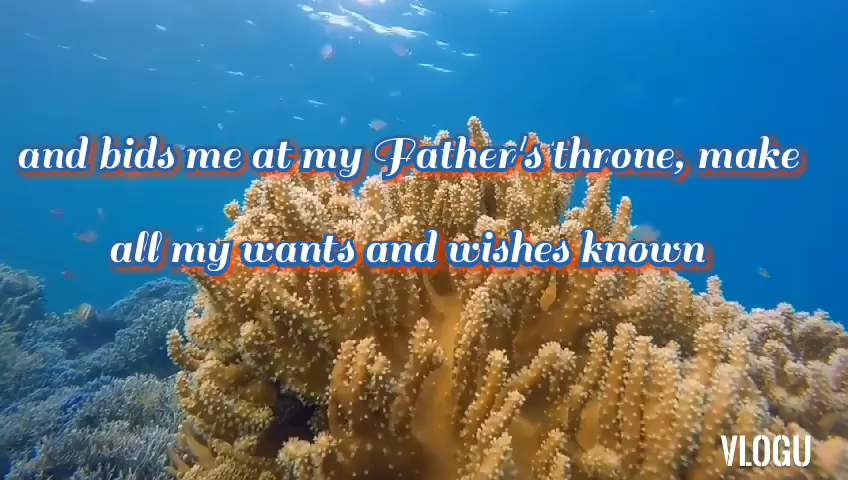 and bids me at my Father's throne, make
all my wants and wishes known
VLOGU